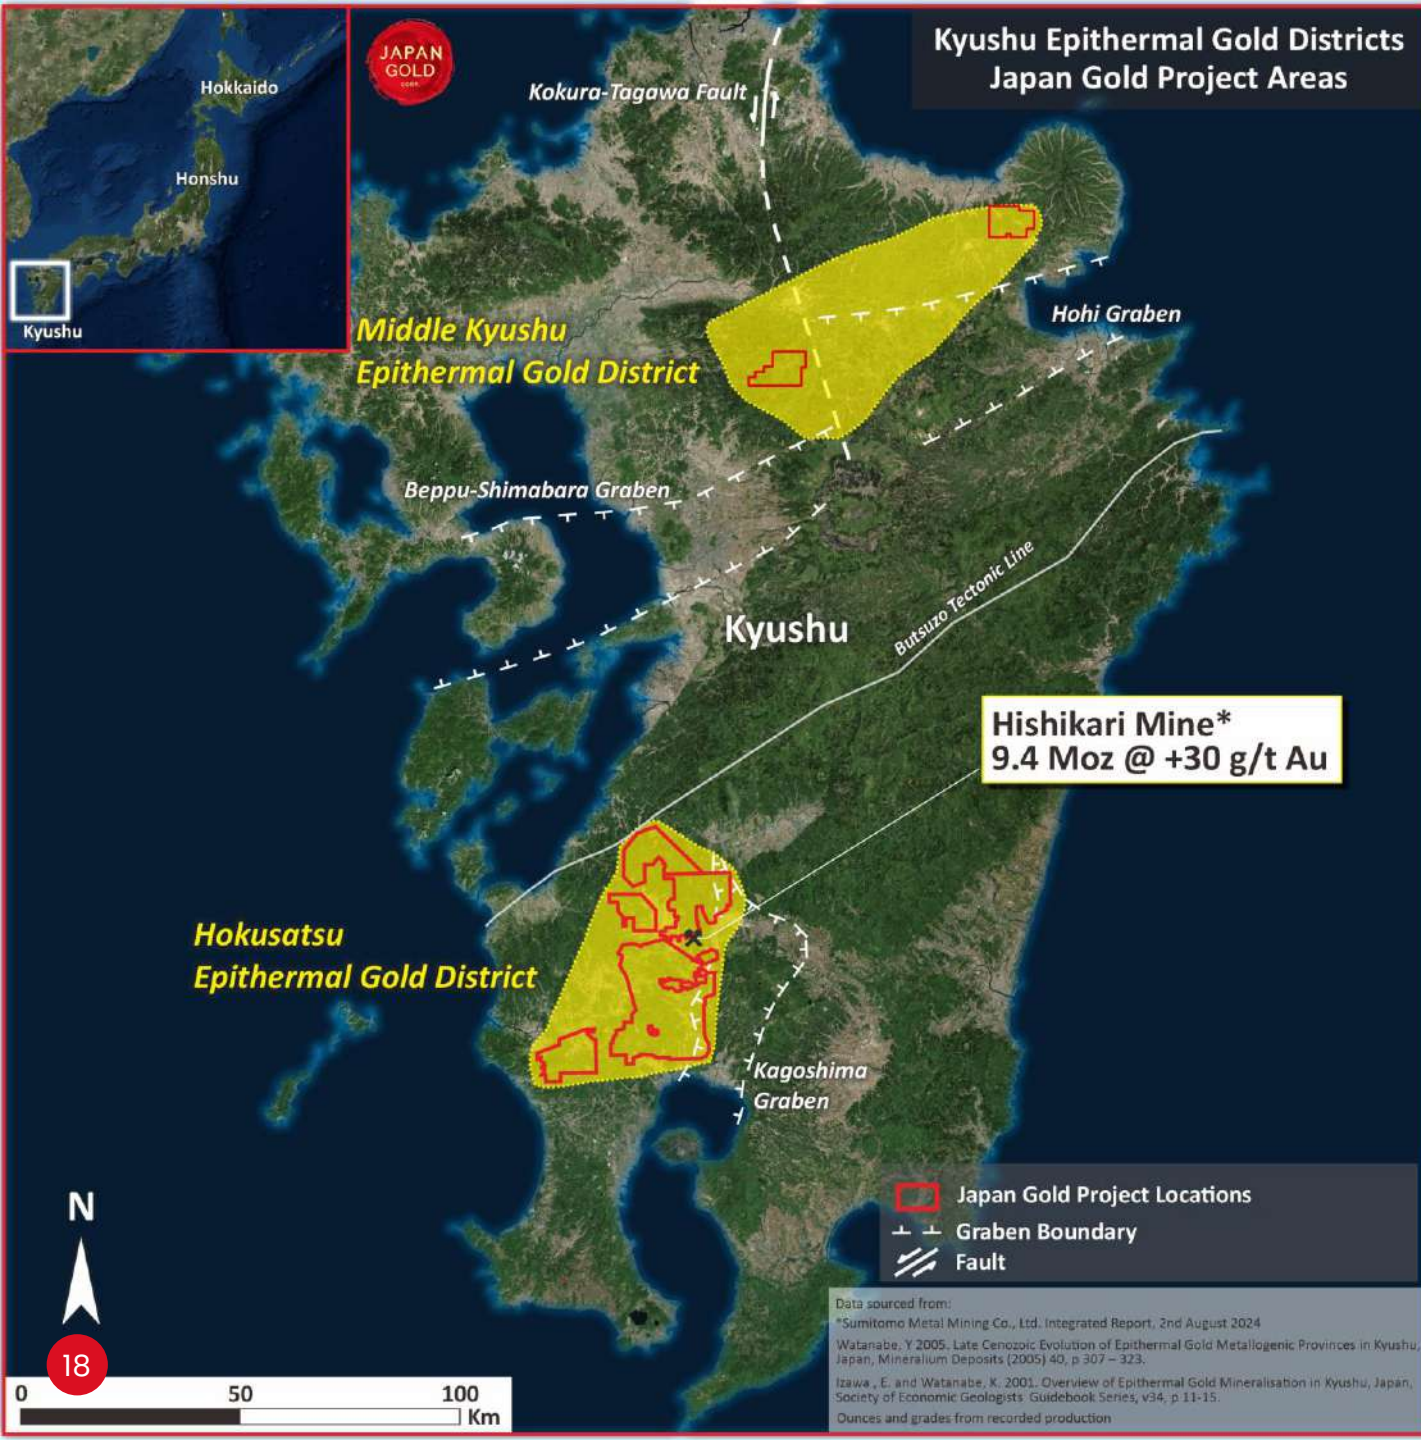 Kyushu Epithermal Gold Districts
Japan Gold Project Areas
JAPAN
GOLD
CORP.
Hokkaido
Honshu
Kyushu
Kokura-Tagawa Fault
Middle Kyushu
Epithermal Gold District
Hohi Graben
Beppu-Shimabara Graben
Butsuzo Tectonic Line
Kyushu
Hishikari Mine*
9.4 Moz @ +30 g/t Au
Hokusatsu
Epithermal Gold District
Kagoshima
Graben
N
18
0 50 100
Km
Japan Gold Project Locations
Graben Boundary
Fault
Data sourced from:
*Sumitomo Metal Mining Co., Ltd. Integrated Report, 2nd August 2024
Watanabe, Y 2005. Late Cenozoic Evolution of Epithermal Gold Metallogenic Provinces in Kyushu,
Japan, Mineralium Deposits (2005) 40, p 307 – 323.
Izawa , E. and Watanabe, K. 2001. Overview of Epithermal Gold Mineralisation in Kyushu, Japan,
Society of Economic Geologists Guidebook Series, v34, p 11-15.
Ounces and grades from recorded production